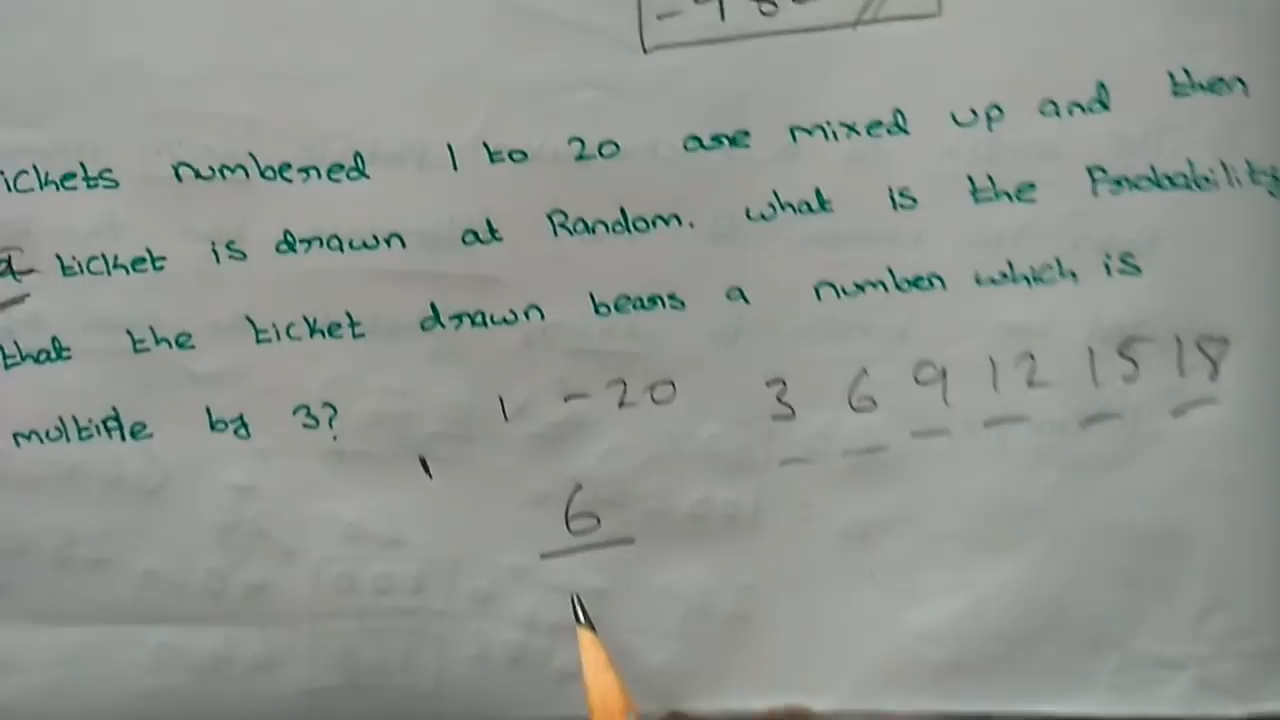 ickets numbered 1 to 20 are mixed up and then
a ticket is drawn at Random. what is the Probability
that the ticket drawn bears a number which is
multiple by 3? 1 - 20 3 6 9 12 15 18
6